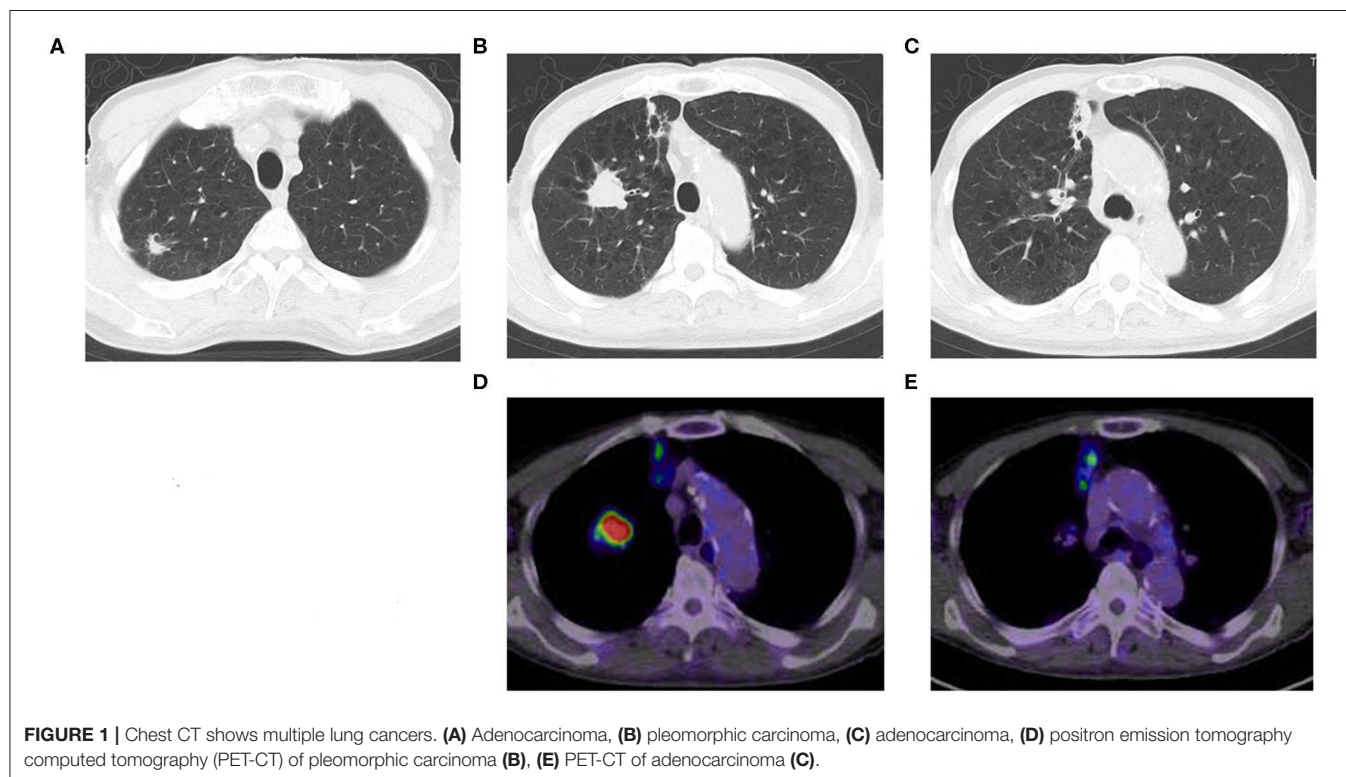 A
B
C
T
D
E
FIGURE 1 | Chest CT shows multiple lung cancers. (A) Adenocarcinoma, (B) pleomorphic carcinoma, (C) adenocarcinoma, (D) positron emission tomography
computed tomography (PET-CT) of pleomorphic carcinoma (B), (E) PET-CT of adenocarcinoma (C).